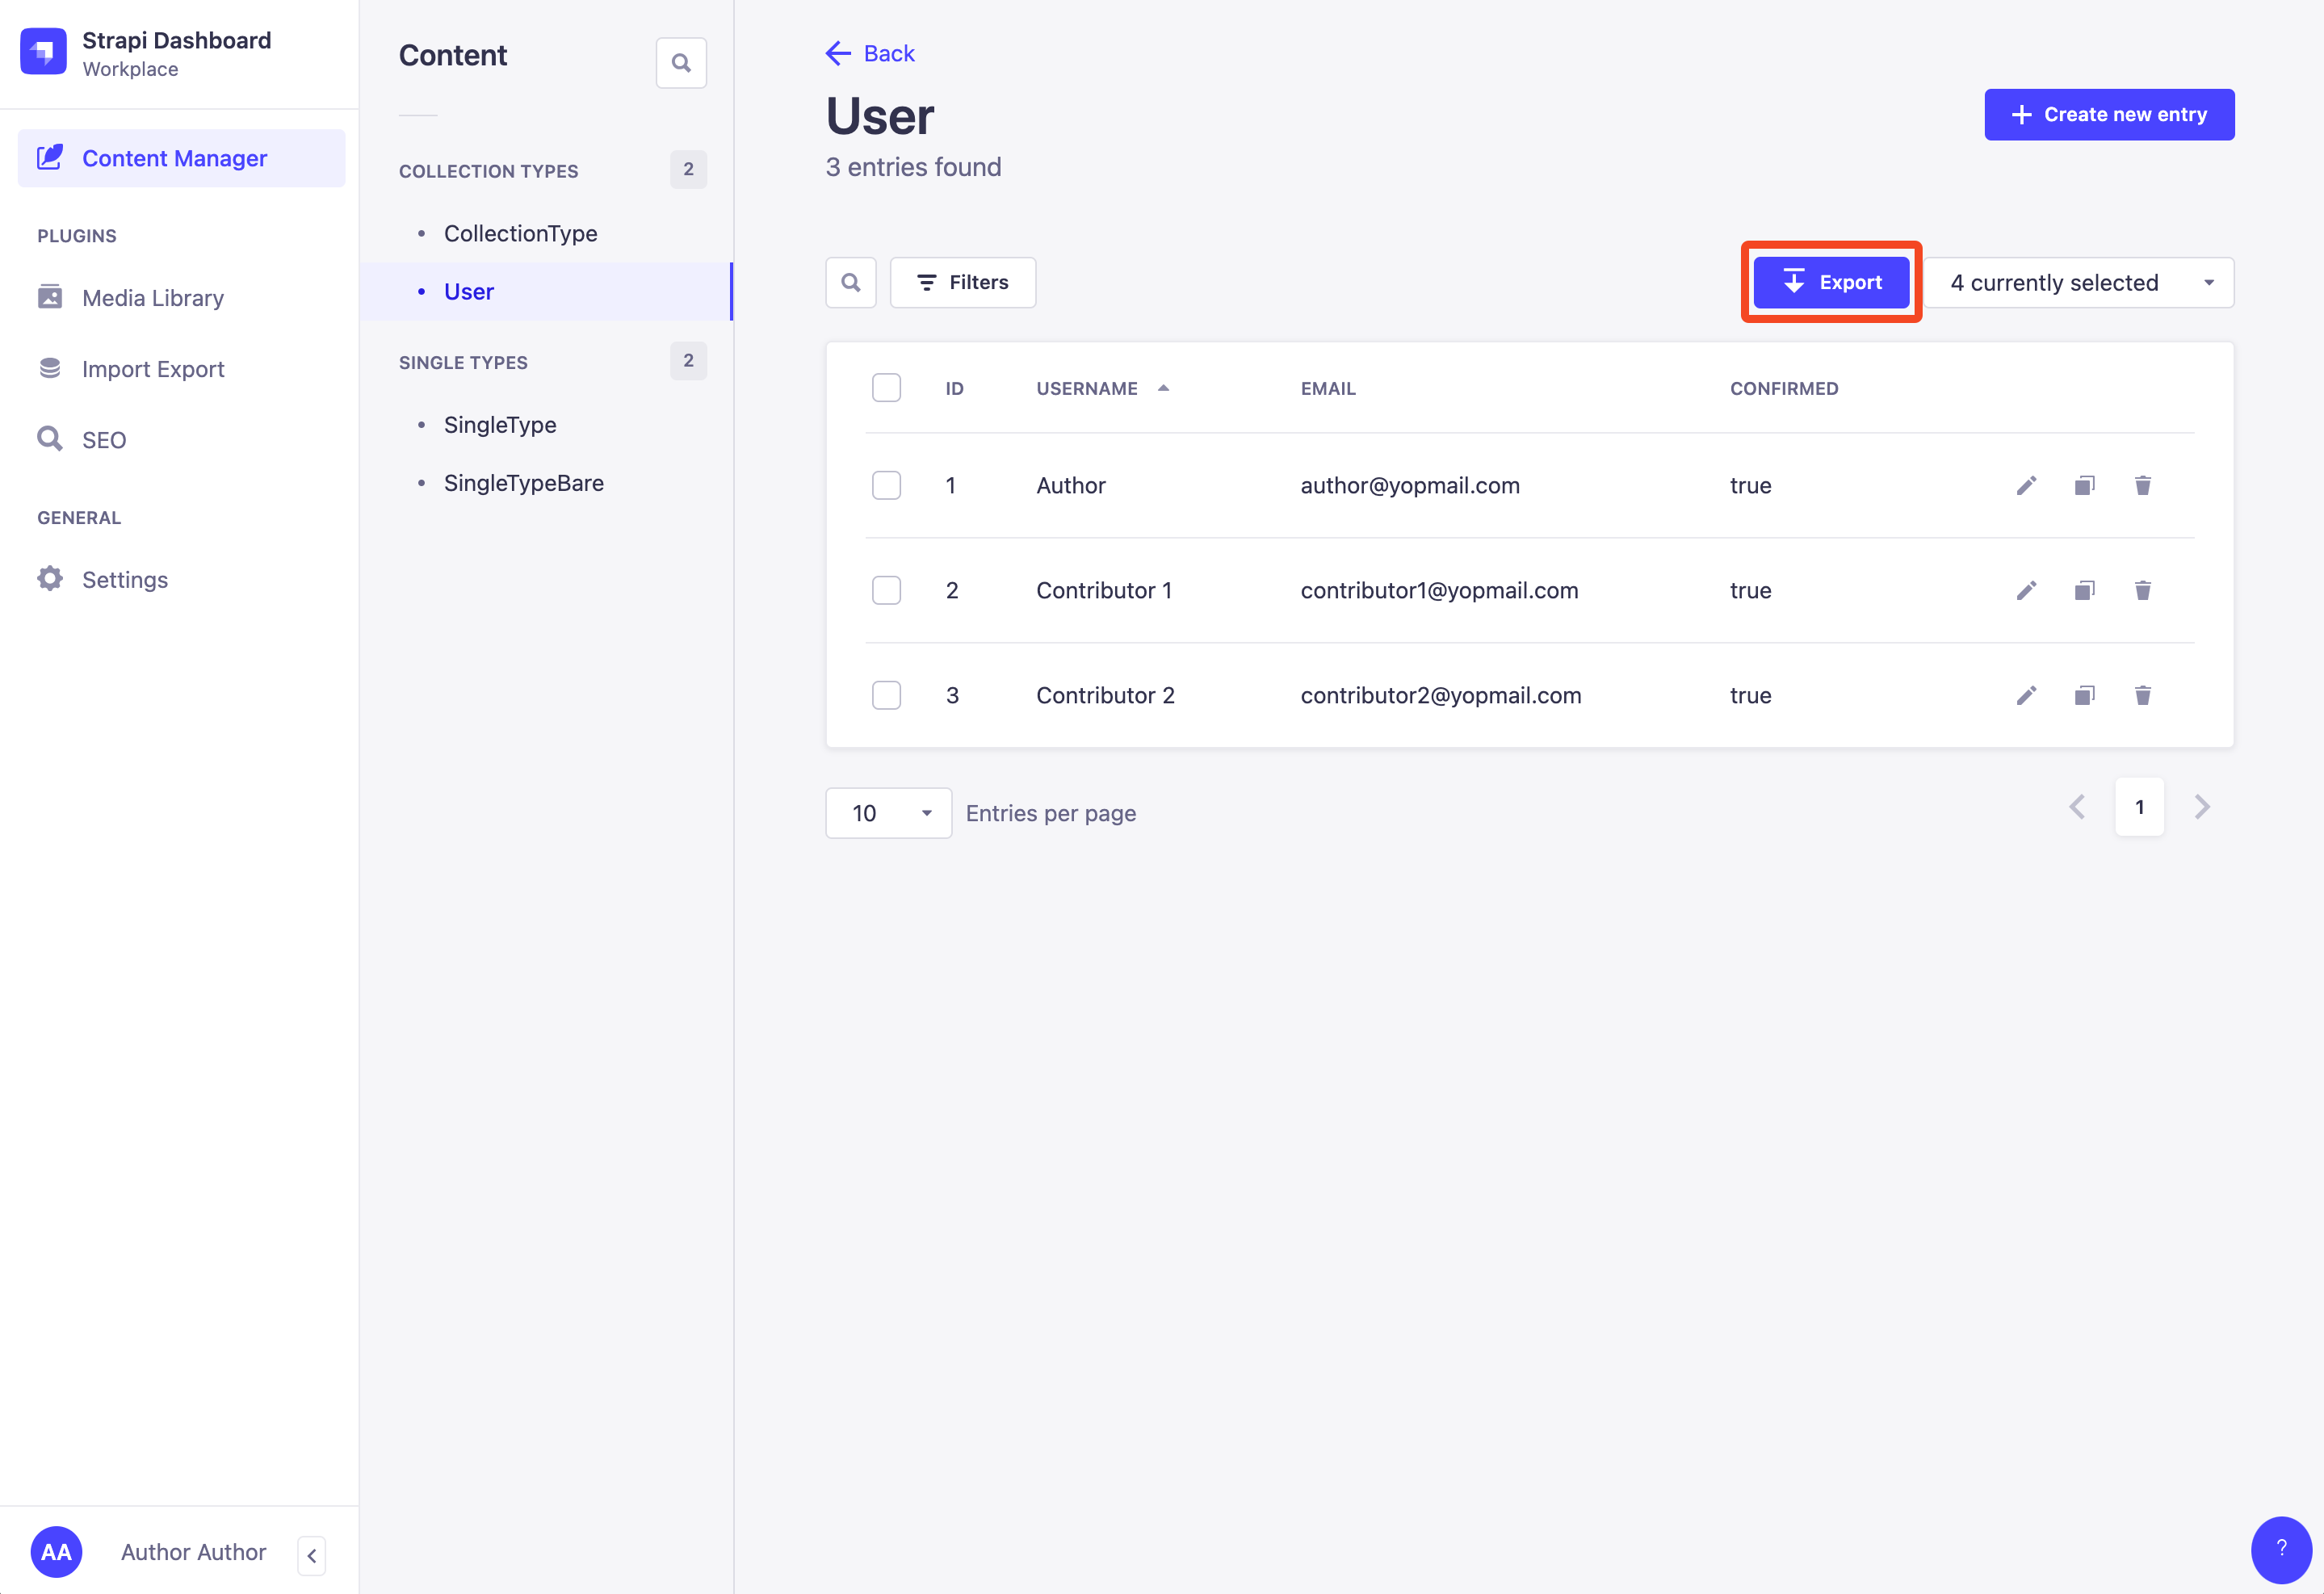 Strapi Dashboard
Workplace
Content Manager
PLUGINS
Media Library
Import Export
SEO
GENERAL
Settings
AA
Author Author
Content
COLLECTION TYPES 2
CollectionType
User
SINGLE TYPES 2
SingleType
SingleTypeBare
Back
User
3 entries found
Create new entry
Filters
Export
4 currently selected
ID USERNAME EMAIL CONFIRMED
1 Author author@yopmail.com true
2 Contributor 1 contributor1@yopmail.com true
3 Contributor 2 contributor2@yopmail.com true
10 Entries per page
1
?